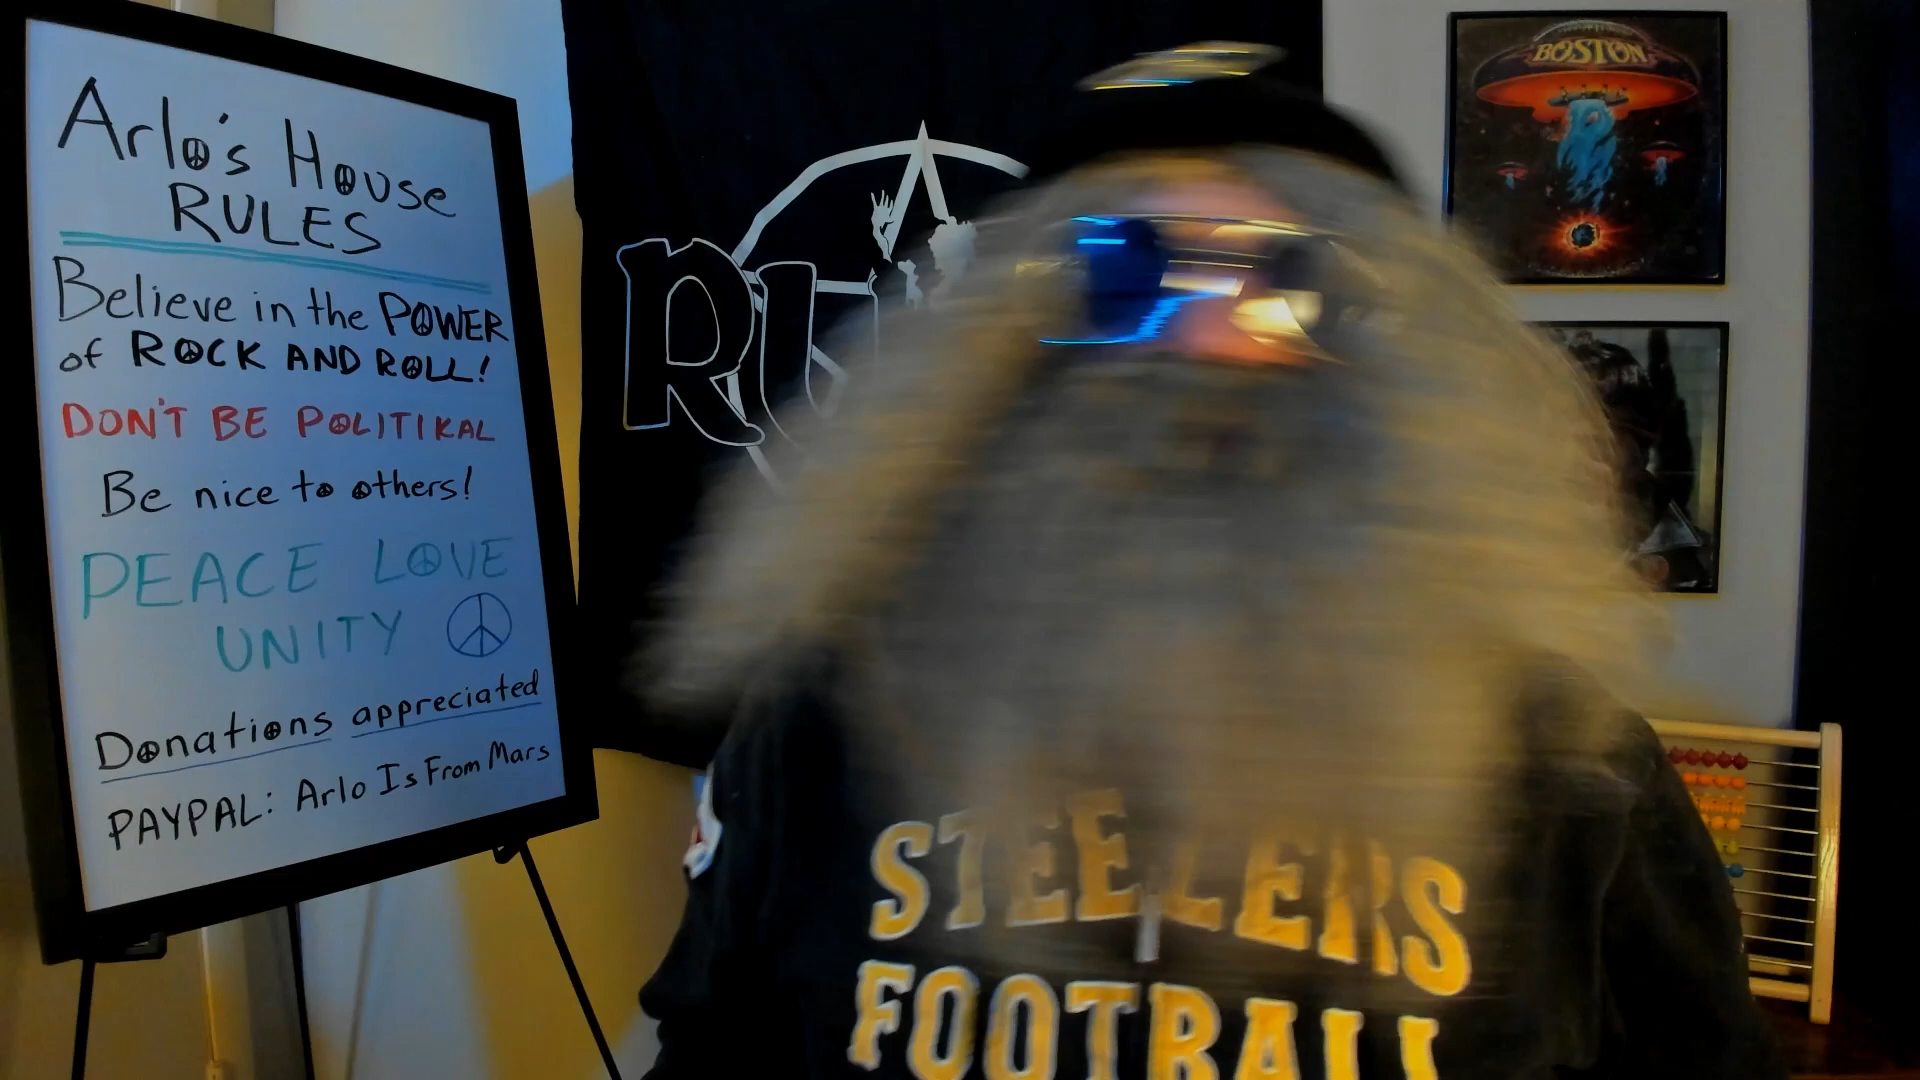 Arlo's House
RULES
Believe in the POWER
of ROCK AND ROLL!
DON'T BE POLITIKAL
Be nice to others!
PEACE LOVE
UNITY
Donations appreciated
PAYPAL: Arlo Is From Mars
BOSTON
STEELERS
FOOTBALL